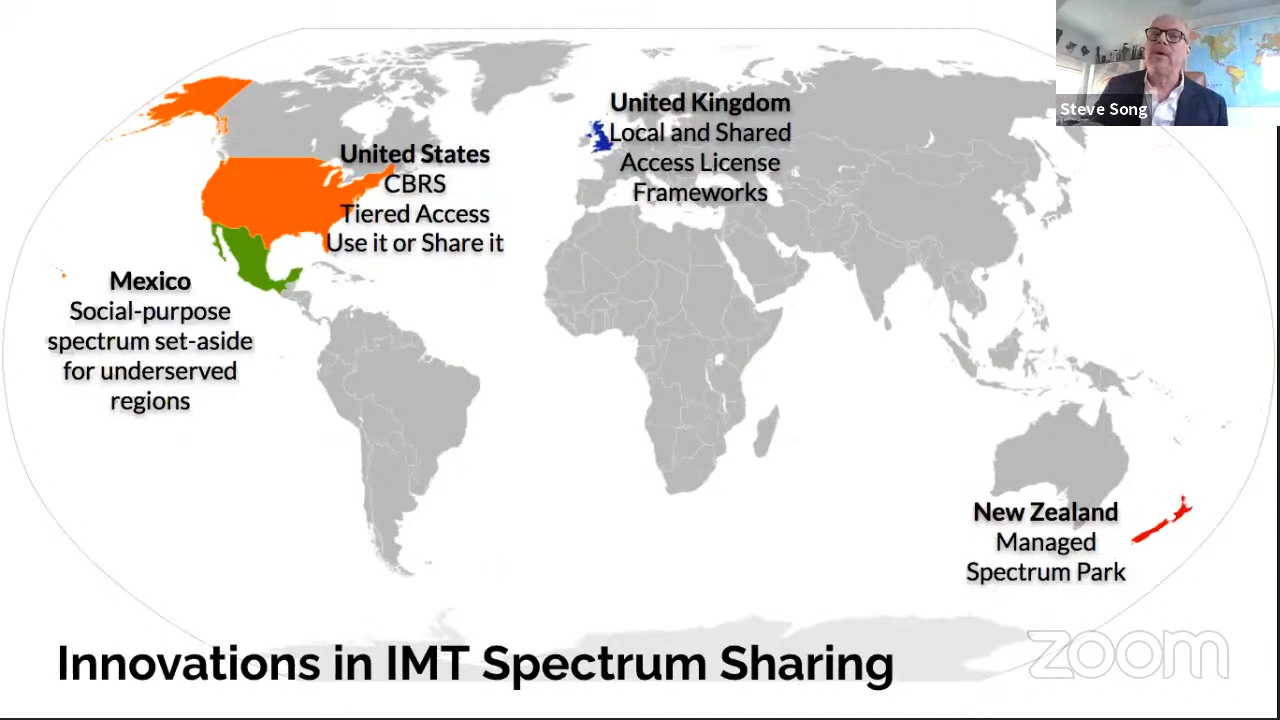 Steve Song
United Kingdom
Local and Shared
Access License
Frameworks
United States
CBRS
Tiered Access
Use it or Share it
Mexico
Social-purpose
spectrum set-aside
for underserved
regions
New Zealand
Managed
Spectrum Park
Innovations in IMT Spectrum Sharing
zoom